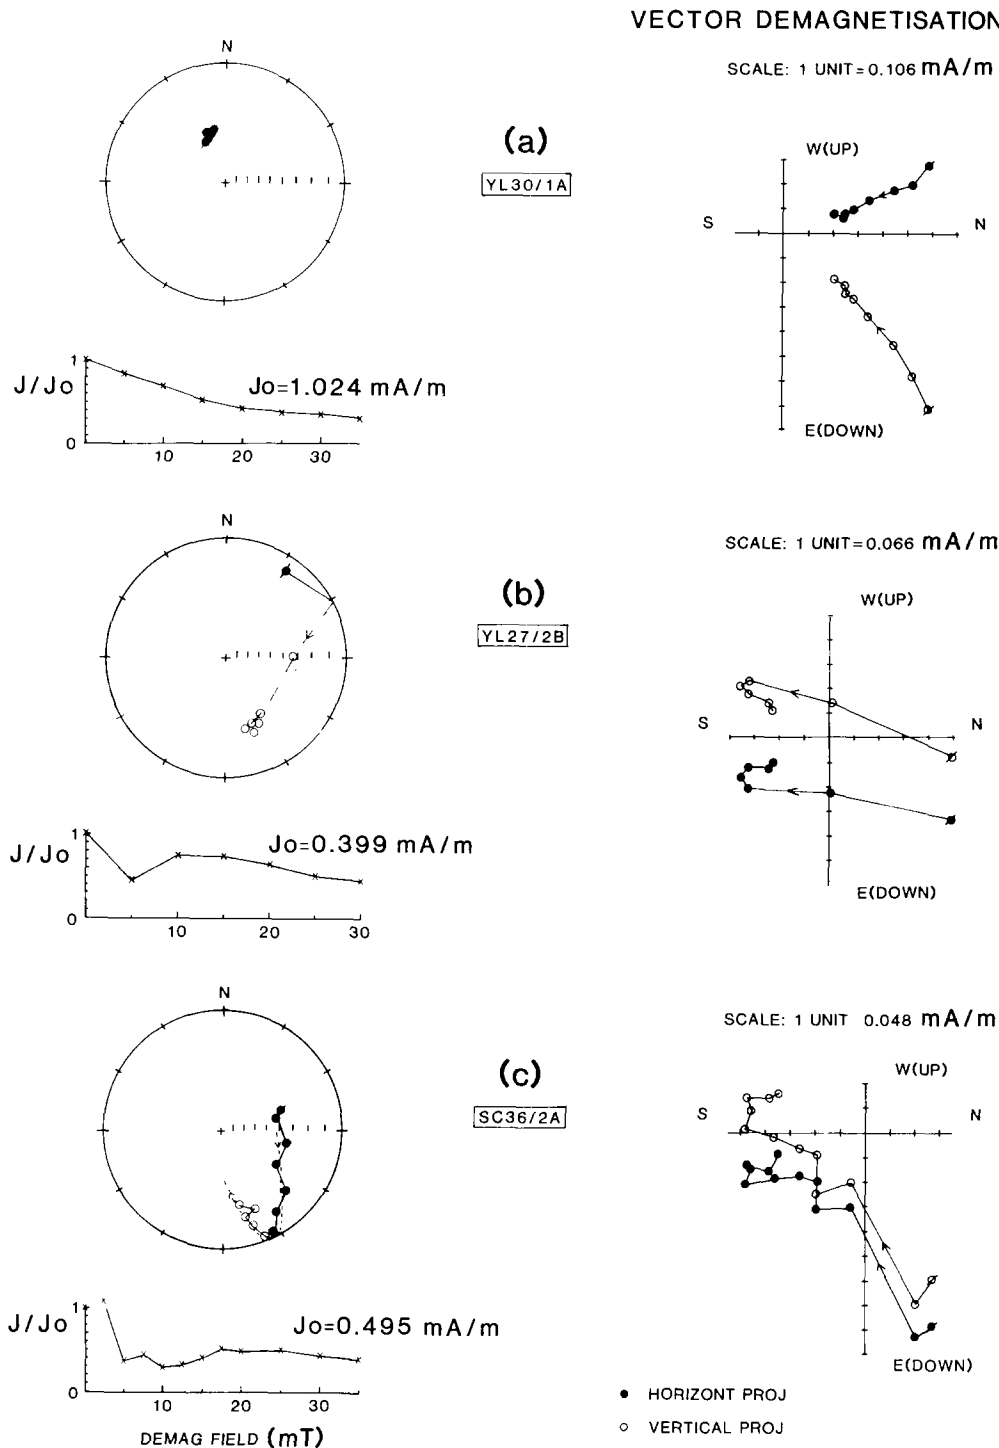 VECTOR DEMAGNETISATION
SCALE: 1 UNIT=0.106 mA/m
N
(a)
YL30/1A
W(UP)
S
N
E(DOWN)
J/Jo
1
0
Jo=1.024 mA/m
10
20
30
SCALE: 1 UNIT=0.066 mA/m
N
(b)
YL27/2B
W(UP)
S
N
E(DOWN)
J/Jo
1
0
Jo=0.399 mA/m
10
20
30
SCALE: 1 UNIT 0.048 mA/m
N
(c)
SC36/2A
W(UP)
S
N
E(DOWN)
J/Jo
1
0
Jo=0.495 mA/m
10
20
30
DEMAG FIELD (mT)
● HORIZONT PROJ
○ VERTICAL PROJ